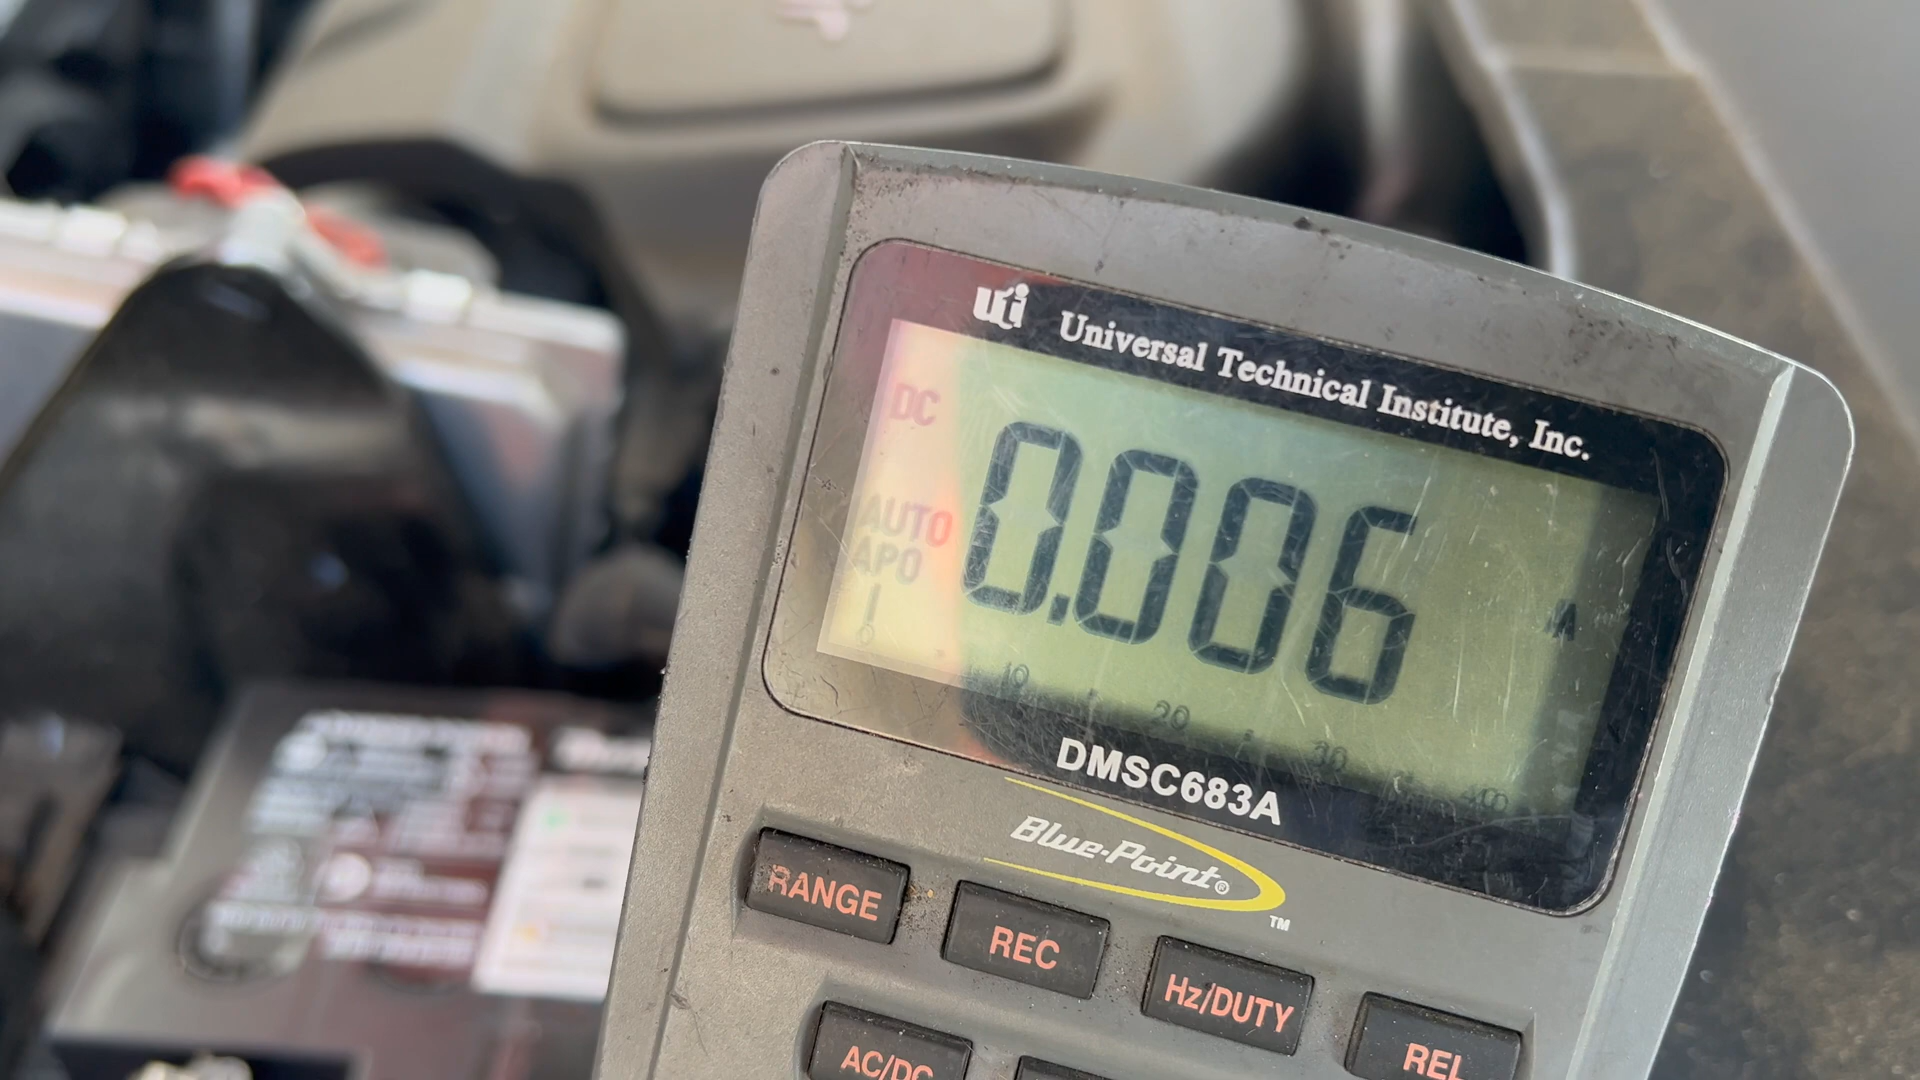 uti Universal Technical Institute, Inc.
DC
0.006
AUTO
APO
A
10 20 30 400
DMSC683A
Blue-Point®
TM
RANGE
REC
Hz/DUTY
REL
AC/DC